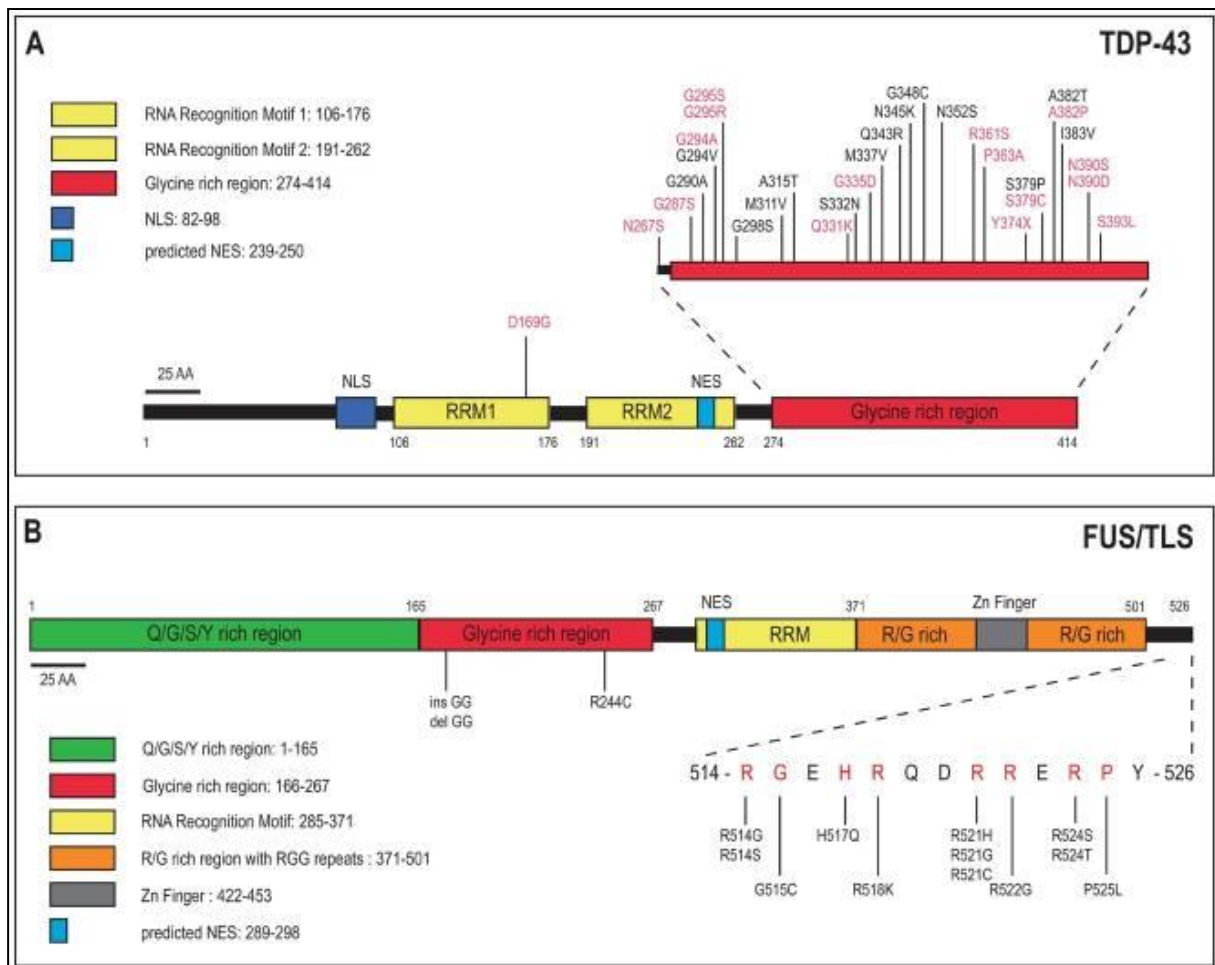 A
TDP-43
RNA Recognition Motif 1: 106-176
RNA Recognition Motif 2: 191-262
Glycine rich region: 274-414
NLS: 82-98
predicted NES: 239-250
G295S
G295R
G294A
G294V
G290A
G287S
N267S
G298S
M311V
A315T
Q331K
S332N
G335D
M337V
Q343R
N345K
G348C
N352S
R361S
P363A
Y374X
S379P
S379C
A382T
A382P
I383V
N390S
N390D
S393L
D169G
25 AA
NLS
RRM1
RRM2
NES
Glycine rich region
1
106
176
191
262
274
414
B
FUS/TLS
1
165
267
NES
371
Zn Finger
501
526
Q/G/S/Y rich region
Glycine rich region
RRM
R/G rich
R/G rich
25 AA
ins GG
del GG
R244C
Q/G/S/Y rich region: 1-165
Glycine rich region: 166-267
RNA Recognition Motif: 285-371
R/G rich region with RGG repeats : 371-501
Zn Finger : 422-453
predicted NES: 289-298
514 - R G E H R Q D R R E R P Y - 526
R514G
R514S
G515C
H517Q
R518K
R521H
R521G
R521C
R522G
R524S
R524T
P525L